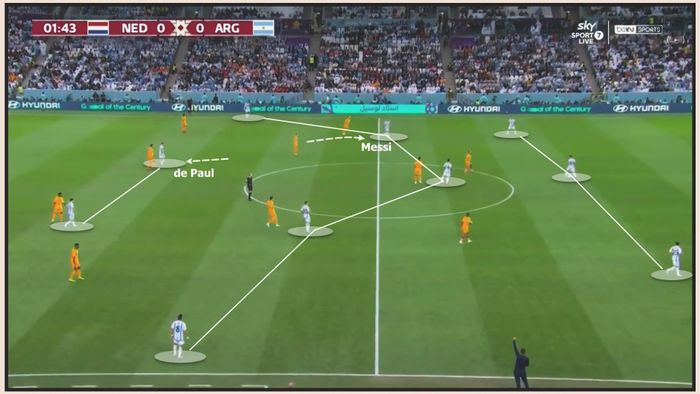 01:43 NED 0 0 ARG
sky
SPORT 7
LIVE
beIN SPORTS
HYUNDAI
Goal of the Century
HYUNDAI
Goal of the Century
استاد لوسيل
HYUNDAI
Goal of the Century
HYUNDAI
Messi
de Paul
8